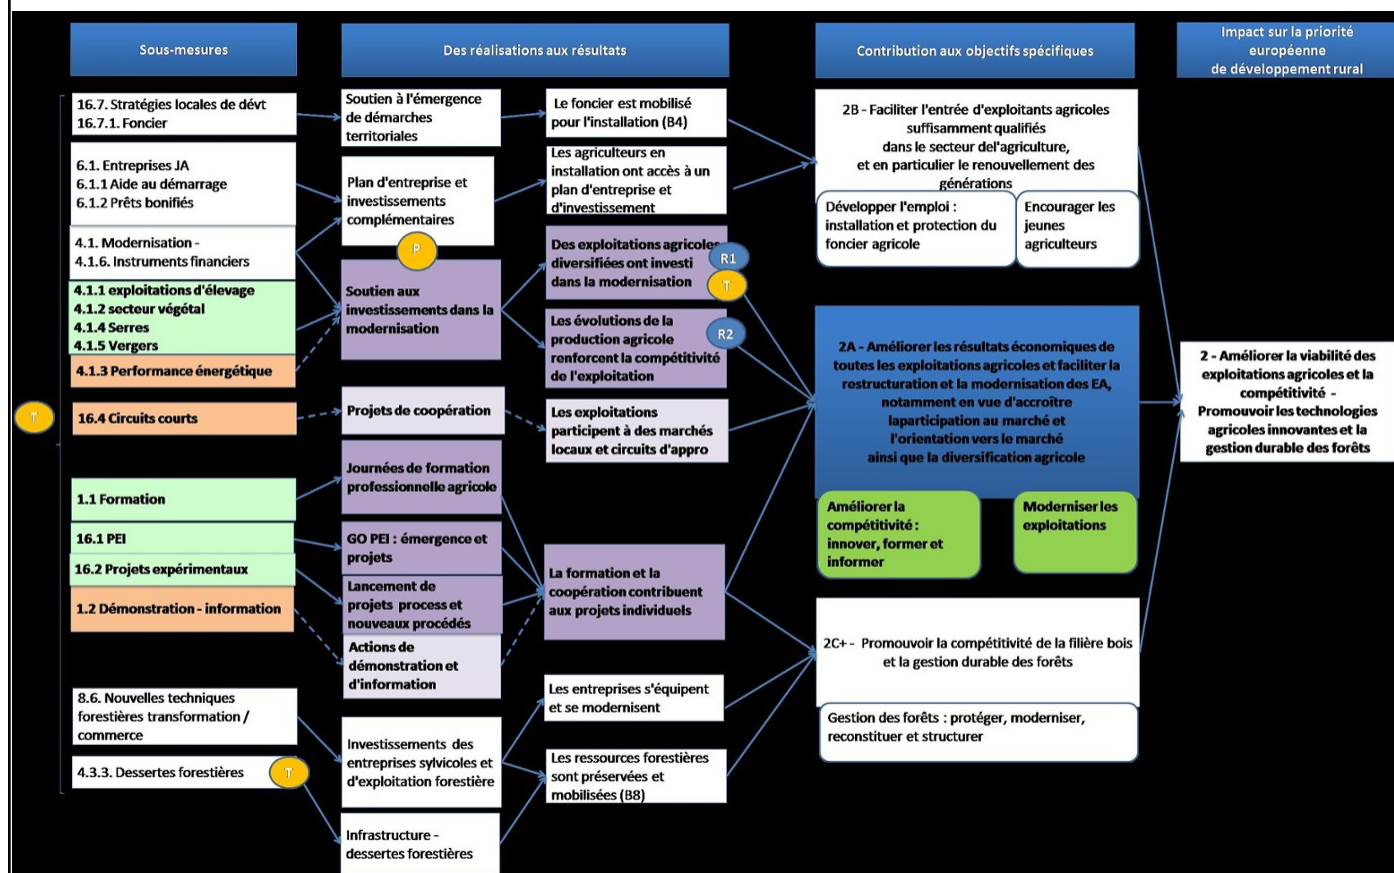 Sous-mesures
Des réalisations aux résultats
Contribution aux objectifs spécifiques
Impact sur la priorité
européenne
de développement rural
16.7. Stratégies locales de dévt
16.7.1. Foncier
Soutien à l'émergence
de démarches
territoriales
Le foncier est mobilisé
pour l'installation (B4)
2B - Faciliter l'entrée d'exploitants agricoles
suffisamment qualifiés
dans le secteur del'agriculture,
et en particulier le renouvellement des
générations
6.1. Entreprises JA
6.1.1 Aide au démarrage
6.1.2 Prêts bonifiés
Plan d'entreprise et
investissements
complémentaires
Les agriculteurs en
installation ont accès à un
plan d'entreprise et
d'investissement
Développer l'emploi :
installation et protection du
foncier agricole
Encourager les
jeunes
agriculteurs
4.1. Modernisation -
4.1.6. Instruments financiers
P
Des exploitations agricoles
diversifiées ont investi
dans la modernisation
R1
T
4.1.1 exploitations d'élevage
4.1.2 secteur végétal
4.1.4 Serres
4.1.5 Vergers
Soutien aux
investissements dans la
modernisation
Les évolutions de la
production agricole
renforcent la compétitivité
de l'exploitation
R2
4.1.3 Performance énergétique
2A - Améliorer les résultats économiques de
toutes les exploitations agricoles et faciliter la
restructuration et la modernisation des EA,
notamment en vue d'accroître
laparticipation au marché et
l'orientation vers le marché
ainsi que la diversification agricole
2 - Améliorer la viabilité des
exploitations agricoles et la
compétitivité -
Promouvoir les technologies
agricoles innovantes et la
gestion durable des forêts
T
16.4 Circuits courts
Projets de coopération
Les exploitations
participent à des marchés
locaux et circuits d'appro
1.1 Formation
Journées de formation
professionnelle agricole
Améliorer la
compétitivité :
innover, former et
informer
Moderniser les
exploitations
16.1 PEI
GO PEI : émergence et
projets
16.2 Projets expérimentaux
Lancement de
projets process et
nouveaux procédés
La formation et la
coopération contribuent
aux projets individuels
1.2 Démonstration - information
Actions de
démonstration et
d'information
2C+ - Promouvoir la compétitivité de la filière bois
et la gestion durable des forêts
8.6. Nouvelles techniques
forestières transformation /
commerce
Investissements des
entreprises sylvicoles et
d'exploitation forestière
Les entreprises s'équipent
et se modernisent
Gestion des forêts : protéger, moderniser,
reconstituer et structurer
4.3.3. Dessertes forestières
T
Les ressources forestières
sont préservées et
mobilisées (B8)
Infrastructure -
dessertes forestières